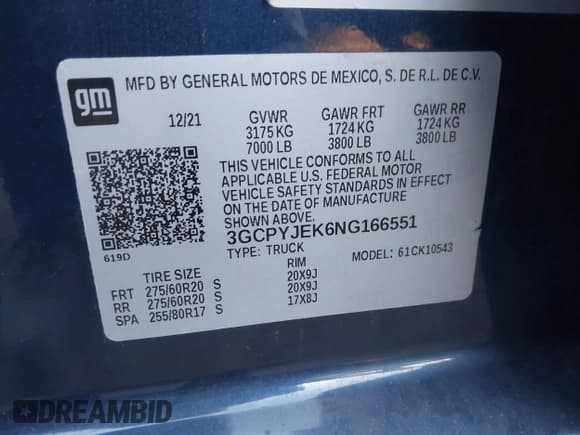 gm
MFD BY GENERAL MOTORS DE MEXICO, S. DE R.L. DE C.V.
12/21 GVWR GAWR FRT GAWR RR
3175 KG 1724 KG 1724 KG
7000 LB 3800 LB 3800 LB
THIS VEHICLE CONFORMS TO ALL
APPLICABLE U.S. FEDERAL MOTOR
VEHICLE SAFETY STANDARDS IN EFFECT
ON THE DATE OF MANUFACTURE
SHOWN ABOVE.
3GCPYJEK6NG166551
619D
TYPE: TRUCK MODEL: 61CK10543
TIRE SIZE RIM
FRT 275/60R20 S 20X9J
RR 275/60R20 S 20X9J
SPA 255/80R17 S 17X8J
DREAMBID